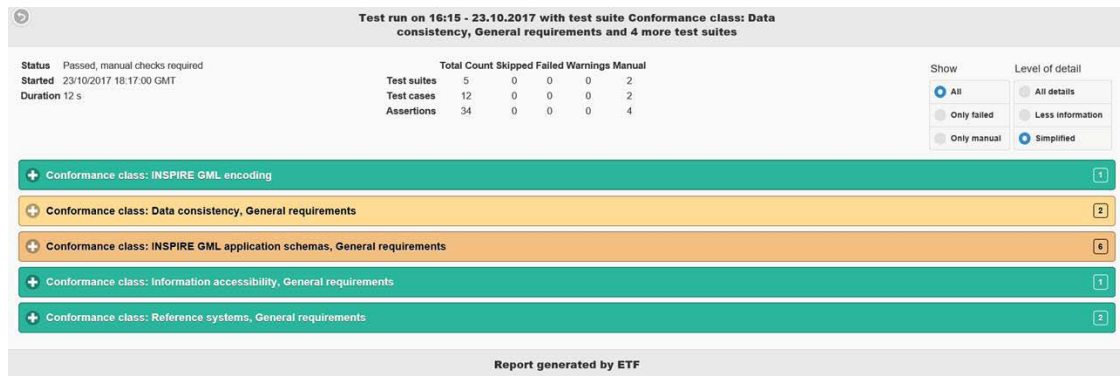 Test run on 16:15 - 23.10.2017 with test suite Conformance class: Data
consistency, General requirements and 4 more test suites
Status Passed, manual checks required
Started 23/10/2017 18:17:00 GMT
Duration 12 s
Total Count Skipped Failed Warnings Manual
Test suites 5 0 0 0 2
Test cases 12 0 0 0 2
Assertions 34 0 0 0 4
Show Level of detail
All All details
Only failed Less information
Only manual Simplified
Conformance class: INSPIRE GML encoding 1
Conformance class: Data consistency, General requirements 2
Conformance class: INSPIRE GML application schemas, General requirements 6
Conformance class: Information accessibility, General requirements 1
Conformance class: Reference systems, General requirements 2
Report generated by ETF